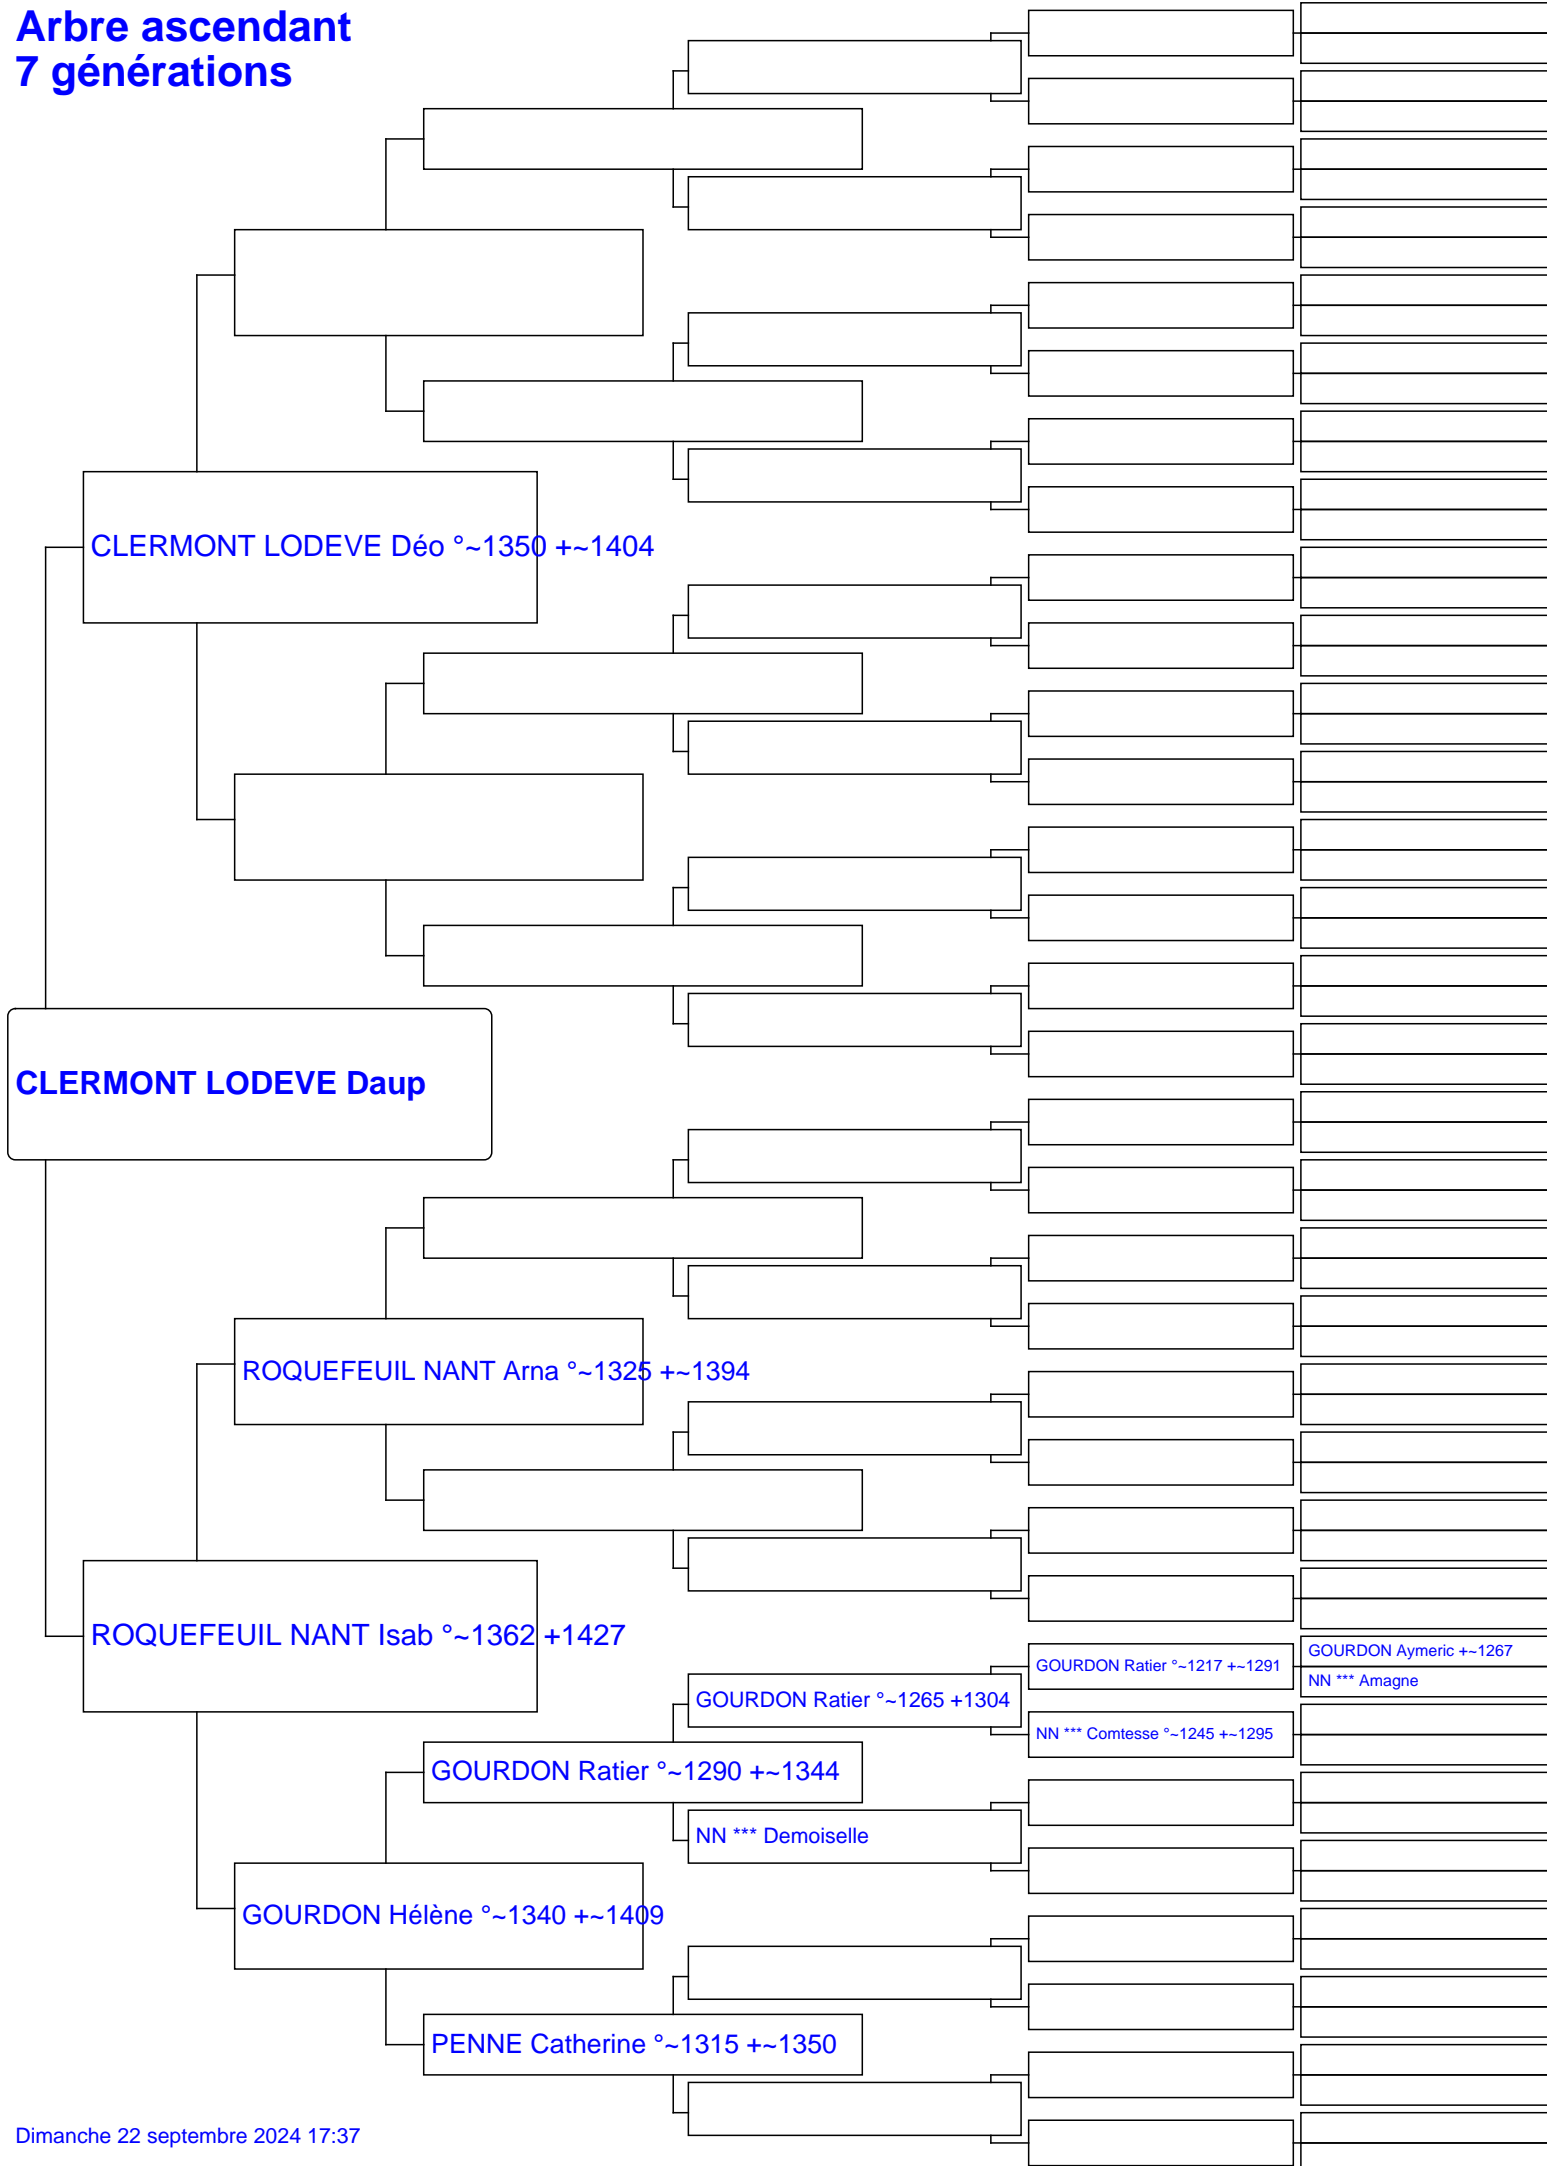 Arbre ascendant
7 générations
CLERMONT LODEVE Déo °~1350 +~1404
CLERMONT LODEVE Daup
ROQUEFEUIL NANT Arna °~1325 +~1394
ROQUEFEUIL NANT Isab °~1362 +1427
GOURDON Aymeric +~1267
GOURDON Ratier °~1217 +~1291
NN *** Amagne
GOURDON Ratier °~1265 +1304
NN *** Comtesse °~1245 +~1295
GOURDON Ratier °~1290 +~1344
NN *** Demoiselle
GOURDON Hélène °~1340 +~1409
PENNE Catherine °~1315 +~1350
Dimanche 22 septembre 2024 17:37